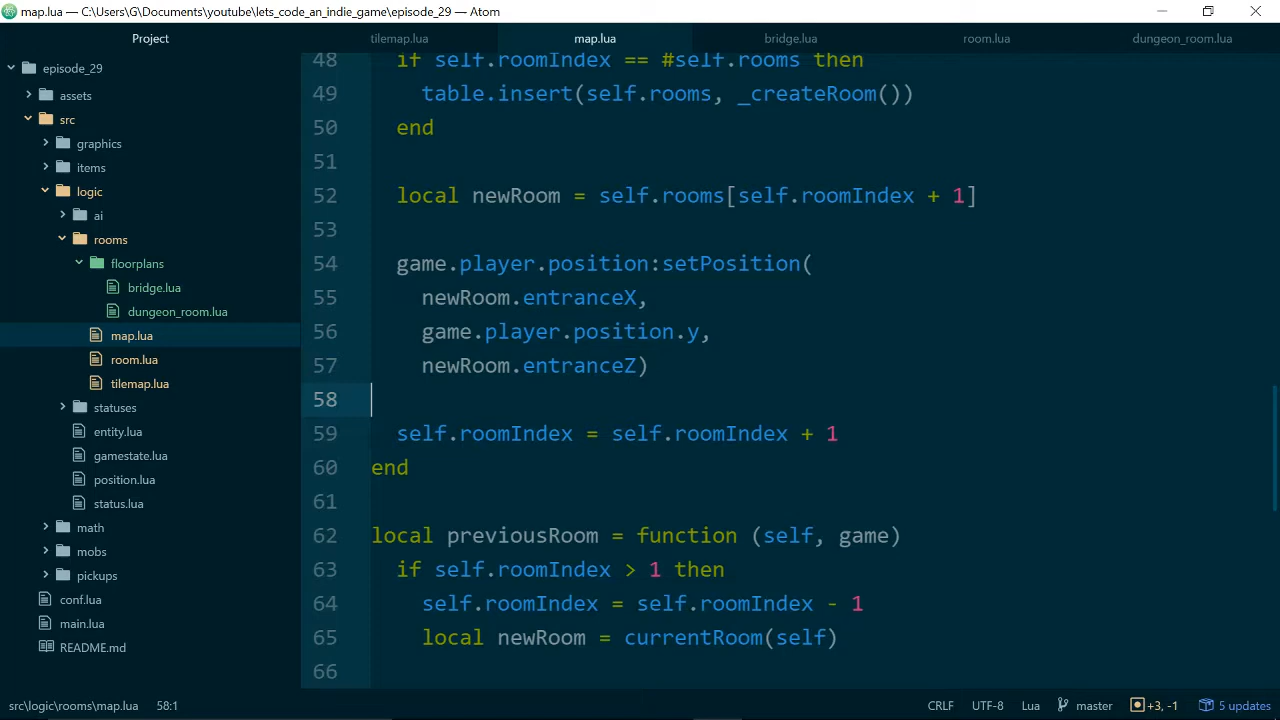 map.lua — C:\Users\G\Documents\youtube\lets_code_an_indie_game\episode_29 — Atom
Project
tilemap.lua
map.lua
bridge.lua
room.lua
dungeon_room.lua
episode_29
assets
src
graphics
items
logic
ai
rooms
floorplans
bridge.lua
dungeon_room.lua
map.lua
room.lua
tilemap.lua
statuses
entity.lua
gamestate.lua
position.lua
status.lua
math
mobs
pickups
conf.lua
main.lua
README.md
48 if self.roomIndex == #self.rooms then
49 table.insert(self.rooms, _createRoom())
50 end
51
52 local newRoom = self.rooms[self.roomIndex + 1]
53
54 game.player.position:setPosition(
55 newRoom.entranceX,
56 game.player.position.y,
57 newRoom.entranceZ)
58
59 self.roomIndex = self.roomIndex + 1
60 end
61
62 local previousRoom = function (self, game)
63 if self.roomIndex > 1 then
64 self.roomIndex = self.roomIndex - 1
65 local newRoom = currentRoom(self)
66
src\logic\rooms\map.lua 58:1 CRLF UTF-8 Lua master +3, -1 5 updates